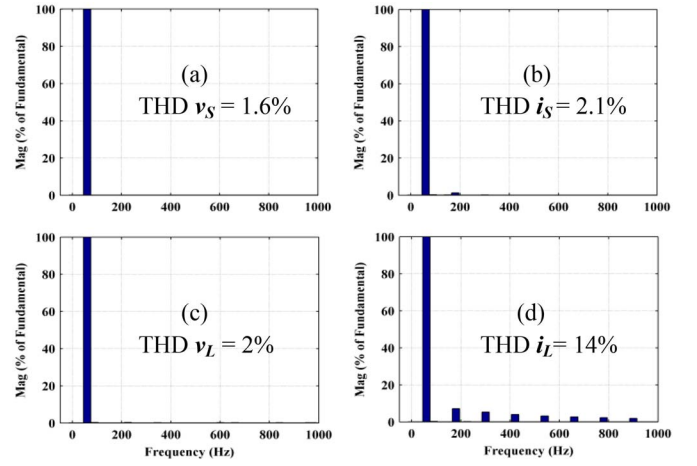 Mag (% of Fundamental)
100
80
60
40
20
0
(a)
THD vS = 1.6%
0 200 400 600 800 1000
Mag (% of Fundamental)
100
80
60
40
20
0
(b)
THD iS = 2.1%
0 200 400 600 800 1000
Mag (% of Fundamental)
100
80
60
40
20
0
(c)
THD vL = 2%
0 200 400 600 800 1000
Frequency (Hz)
Mag (% of Fundamental)
100
80
60
40
20
0
(d)
THD iL= 14%
0 200 400 600 800 1000
Frequency (Hz)